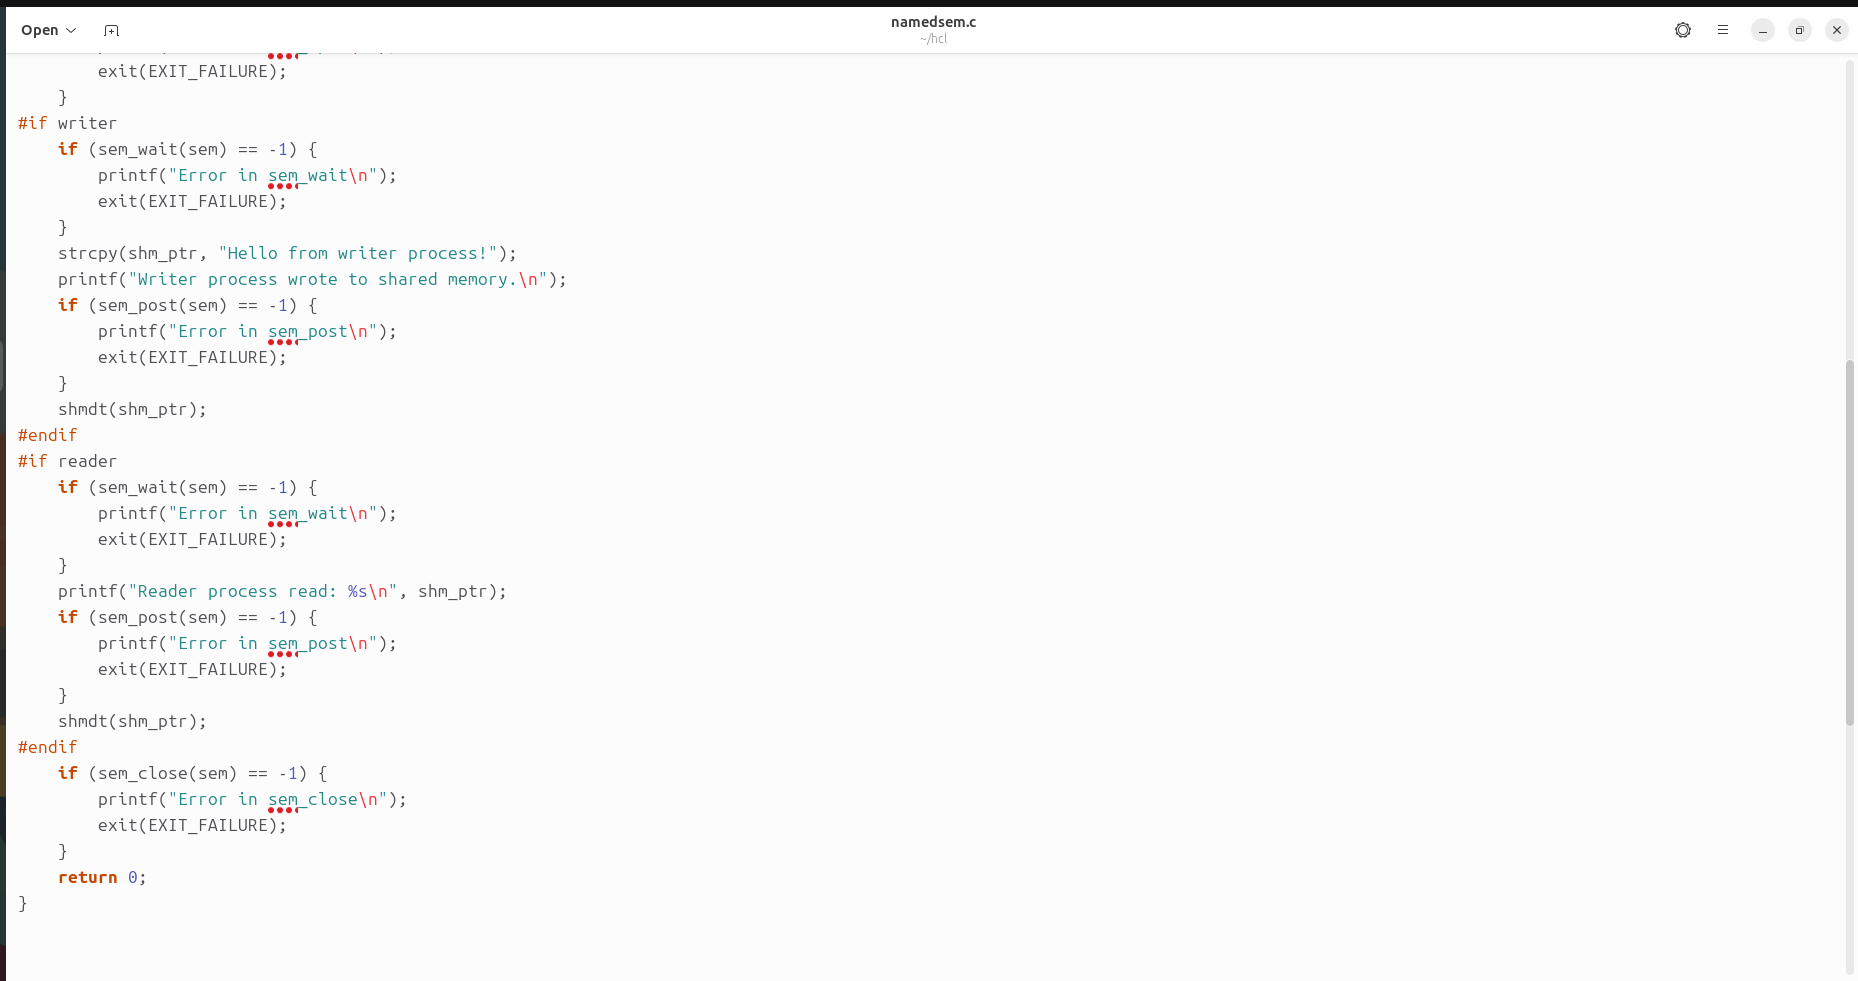 Open
namedsem.c
~/hcl
        exit(EXIT_FAILURE);
    }
#if writer
    if (sem_wait(sem) == -1) {
        printf("Error in sem_wait\n");
        exit(EXIT_FAILURE);
    }
    strcpy(shm_ptr, "Hello from writer process!");
    printf("Writer process wrote to shared memory.\n");
    if (sem_post(sem) == -1) {
        printf("Error in sem_post\n");
        exit(EXIT_FAILURE);
    }
    shmdt(shm_ptr);
#endif
#if reader
    if (sem_wait(sem) == -1) {
        printf("Error in sem_wait\n");
        exit(EXIT_FAILURE);
    }
    printf("Reader process read: %s\n", shm_ptr);
    if (sem_post(sem) == -1) {
        printf("Error in sem_post\n");
        exit(EXIT_FAILURE);
    }
    shmdt(shm_ptr);
#endif
    if (sem_close(sem) == -1) {
        printf("Error in sem_close\n");
        exit(EXIT_FAILURE);
    }
    return 0;
}